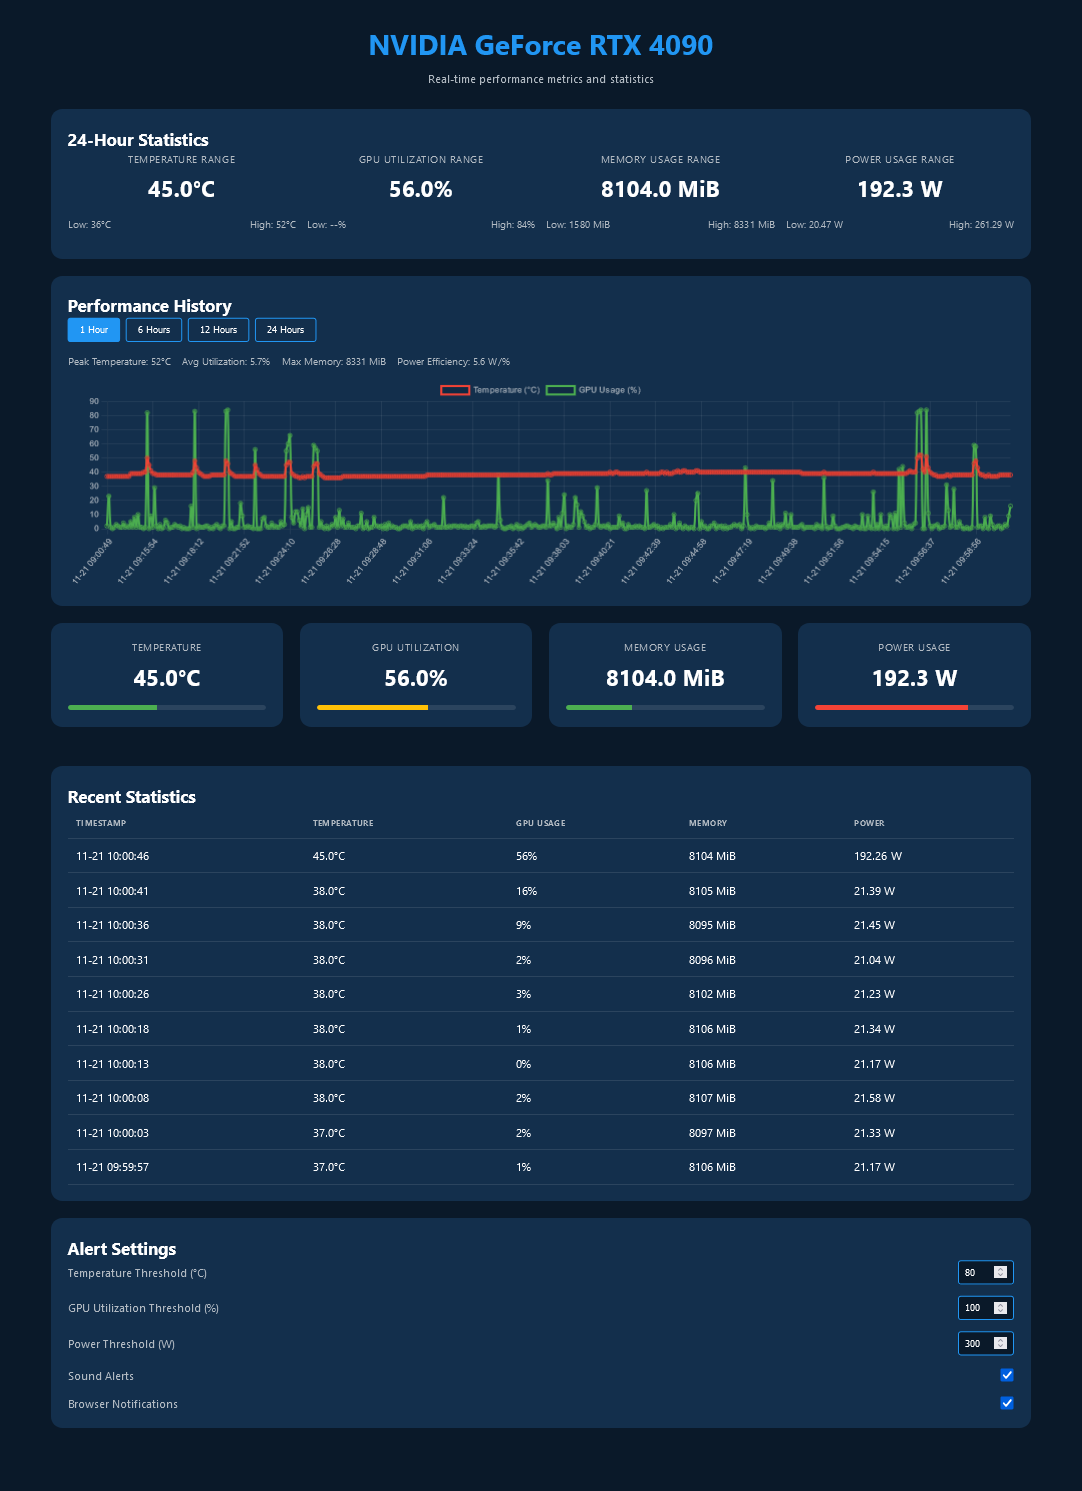 NVIDIA GeForce RTX 4090
Real-time performance metrics and statistics
24-Hour Statistics
TEMPERATURE RANGE GPU UTILIZATION RANGE MEMORY USAGE RANGE POWER USAGE RANGE
45.0°C 56.0% 8104.0 MiB 192.3 W
Low: 36°C High: 52°C Low: --% High: 84% Low: 1580 MiB High: 8331 MiB Low: 20.47 W High: 261.29 W
Performance History
1 Hour 6 Hours 12 Hours 24 Hours
Peak Temperature: 52°C Avg Utilization: 5.7% Max Memory: 8331 MiB Power Efficiency: 5.6 W/%
Temperature (°C) GPU Usage (%)
90
80
70
60
50
40
30
20
10
0
11-21 09:00:49 11-21 09:15:54 11-21 09:18:12 11-21 09:21:52 11-21 09:24:10 11-21 09:26:28 11-21 09:28:48 11-21 09:31:06 11-21 09:33:24 11-21 09:35:42 11-21 09:38:03 11-21 09:40:21 11-21 09:42:39 11-21 09:44:58 11-21 09:47:19 11-21 09:49:38 11-21 09:51:56 11-21 09:54:15 11-21 09:56:37 11-21 09:58:56
TEMPERATURE GPU UTILIZATION MEMORY USAGE POWER USAGE
45.0°C 56.0% 8104.0 MiB 192.3 W
Recent Statistics
TIMESTAMP TEMPERATURE GPU USAGE MEMORY POWER
11-21 10:00:46 45.0°C 56% 8104 MiB 192.26 W
11-21 10:00:41 38.0°C 16% 8105 MiB 21.39 W
11-21 10:00:36 38.0°C 9% 8095 MiB 21.45 W
11-21 10:00:31 38.0°C 2% 8096 MiB 21.04 W
11-21 10:00:26 38.0°C 3% 8102 MiB 21.23 W
11-21 10:00:18 38.0°C 1% 8106 MiB 21.34 W
11-21 10:00:13 38.0°C 0% 8106 MiB 21.17 W
11-21 10:00:08 38.0°C 2% 8107 MiB 21.58 W
11-21 10:00:03 37.0°C 2% 8097 MiB 21.33 W
11-21 09:59:57 37.0°C 1% 8106 MiB 21.17 W
Alert Settings
Temperature Threshold (°C) 80
GPU Utilization Threshold (%) 100
Power Threshold (W) 300
Sound Alerts
Browser Notifications